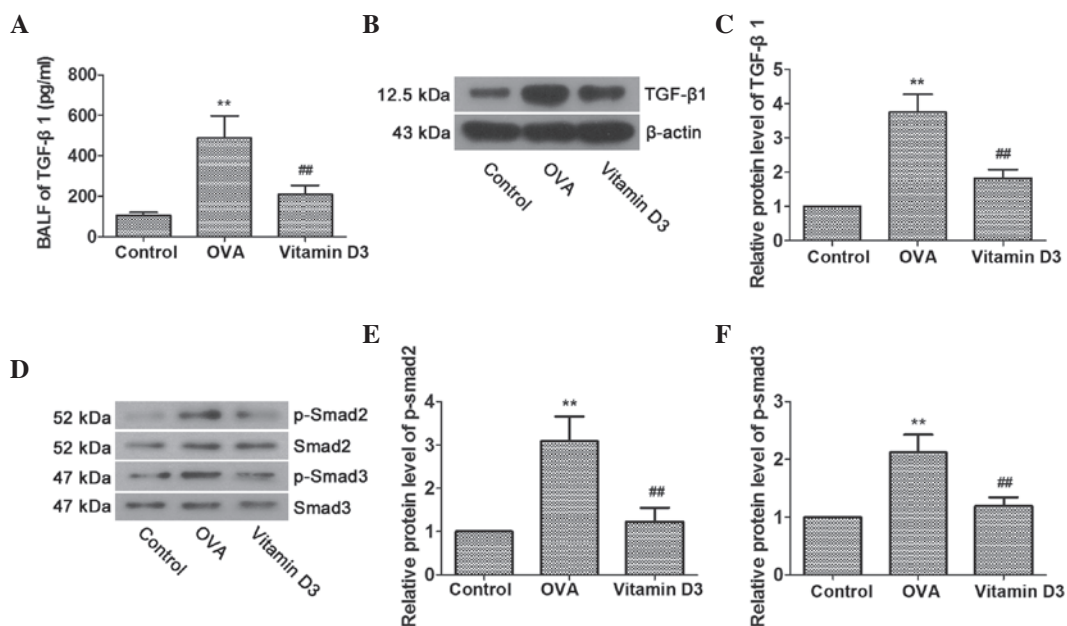 A
BALF of TGF-β 1 (pg/ml)
800
600
400
200
0
**
##
Control OVA Vitamin D3
B
12.5 kDa TGF-β1
43 kDa β-actin
Control OVA Vitamin D3
C
Relative protein level of TGF-β 1
5
4
3
2
1
0
**
##
Control OVA Vitamin D3
D
52 kDa p-Smad2
52 kDa Smad2
47 kDa p-Smad3
47 kDa Smad3
Control OVA Vitamin D3
E
Relative protein level of p-smad2
4
3
2
1
0
**
##
Control OVA Vitamin D3
F
Relative protein level of p-smad3
3
2
1
0
**
##
Control OVA Vitamin D3